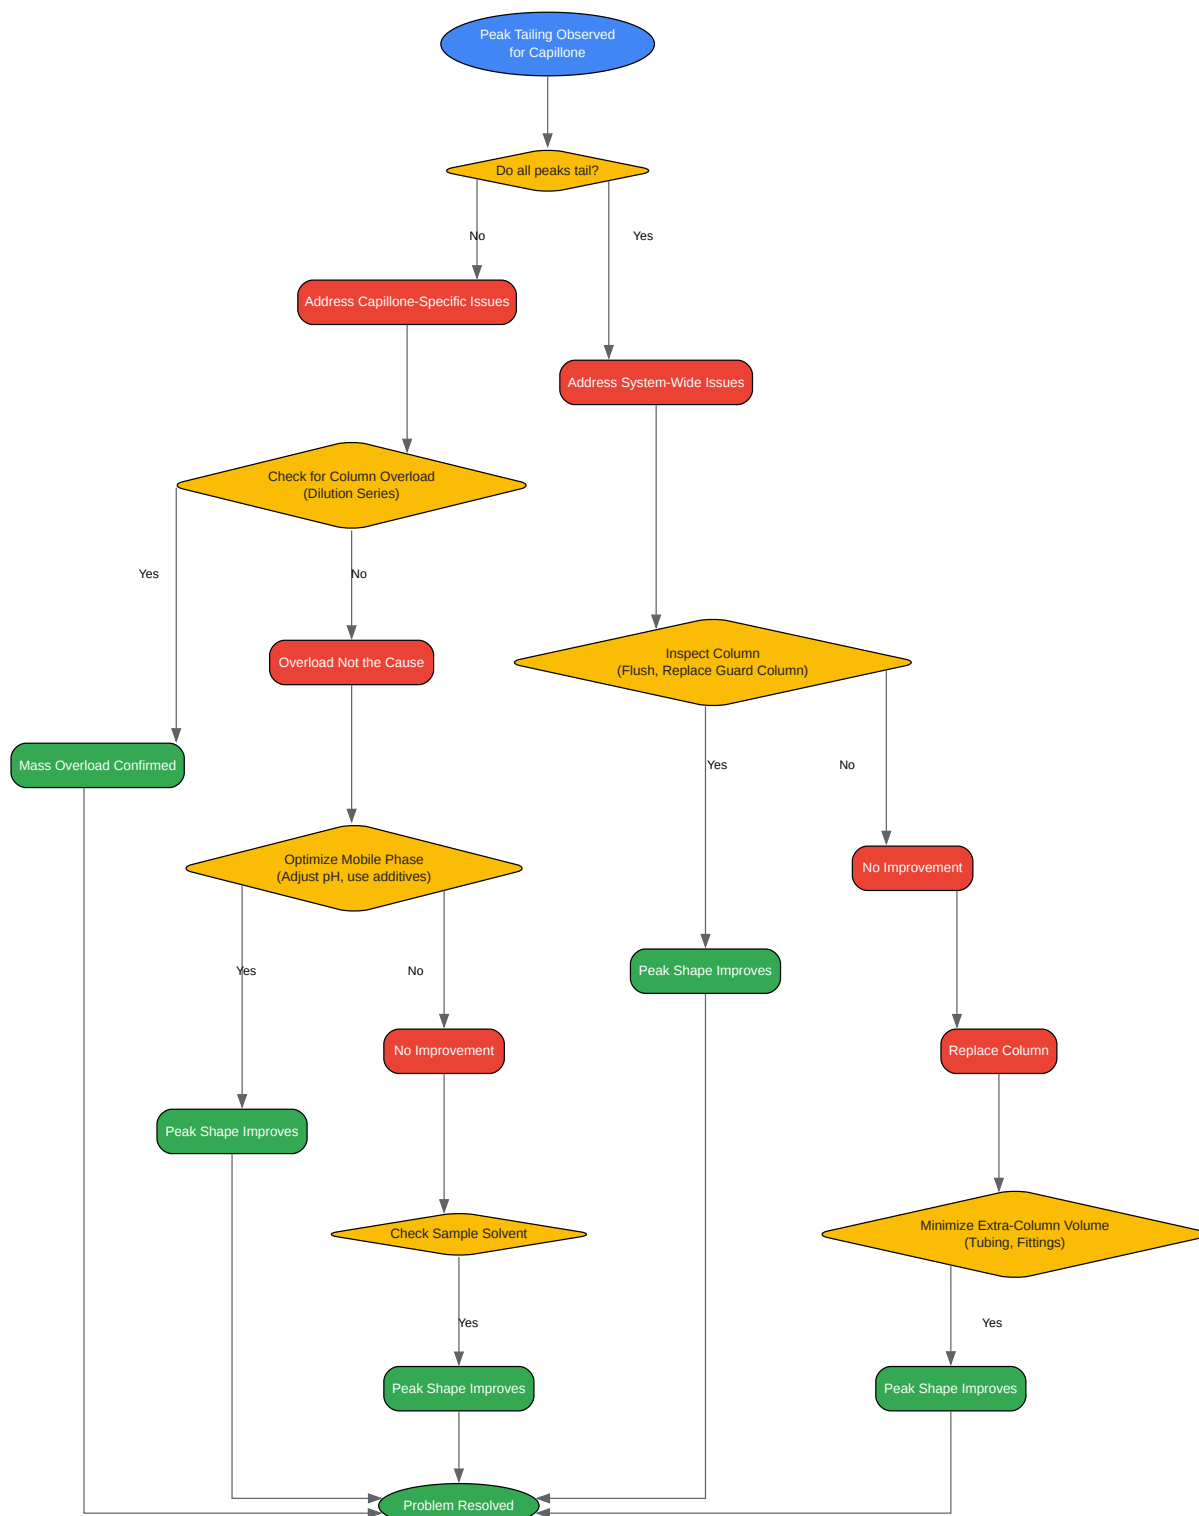 Peak Tailing Observed
for Capillone
Do all peaks tail?
No
Yes
Address Capillone-Specific Issues
Address System-Wide Issues
Check for Column Overload
(Dilution Series)
Yes
No
Overload Not the Cause
Inspect Column
(Flush, Replace Guard Column)
Mass Overload Confirmed
Yes
No
Optimize Mobile Phase
(Adjust pH, use additives)
No Improvement
Yes
No
Peak Shape Improves
No Improvement
Replace Column
Peak Shape Improves
Check Sample Solvent
Minimize Extra-Column Volume
(Tubing, Fittings)
Yes
Yes
Peak Shape Improves
Peak Shape Improves
Problem Resolved